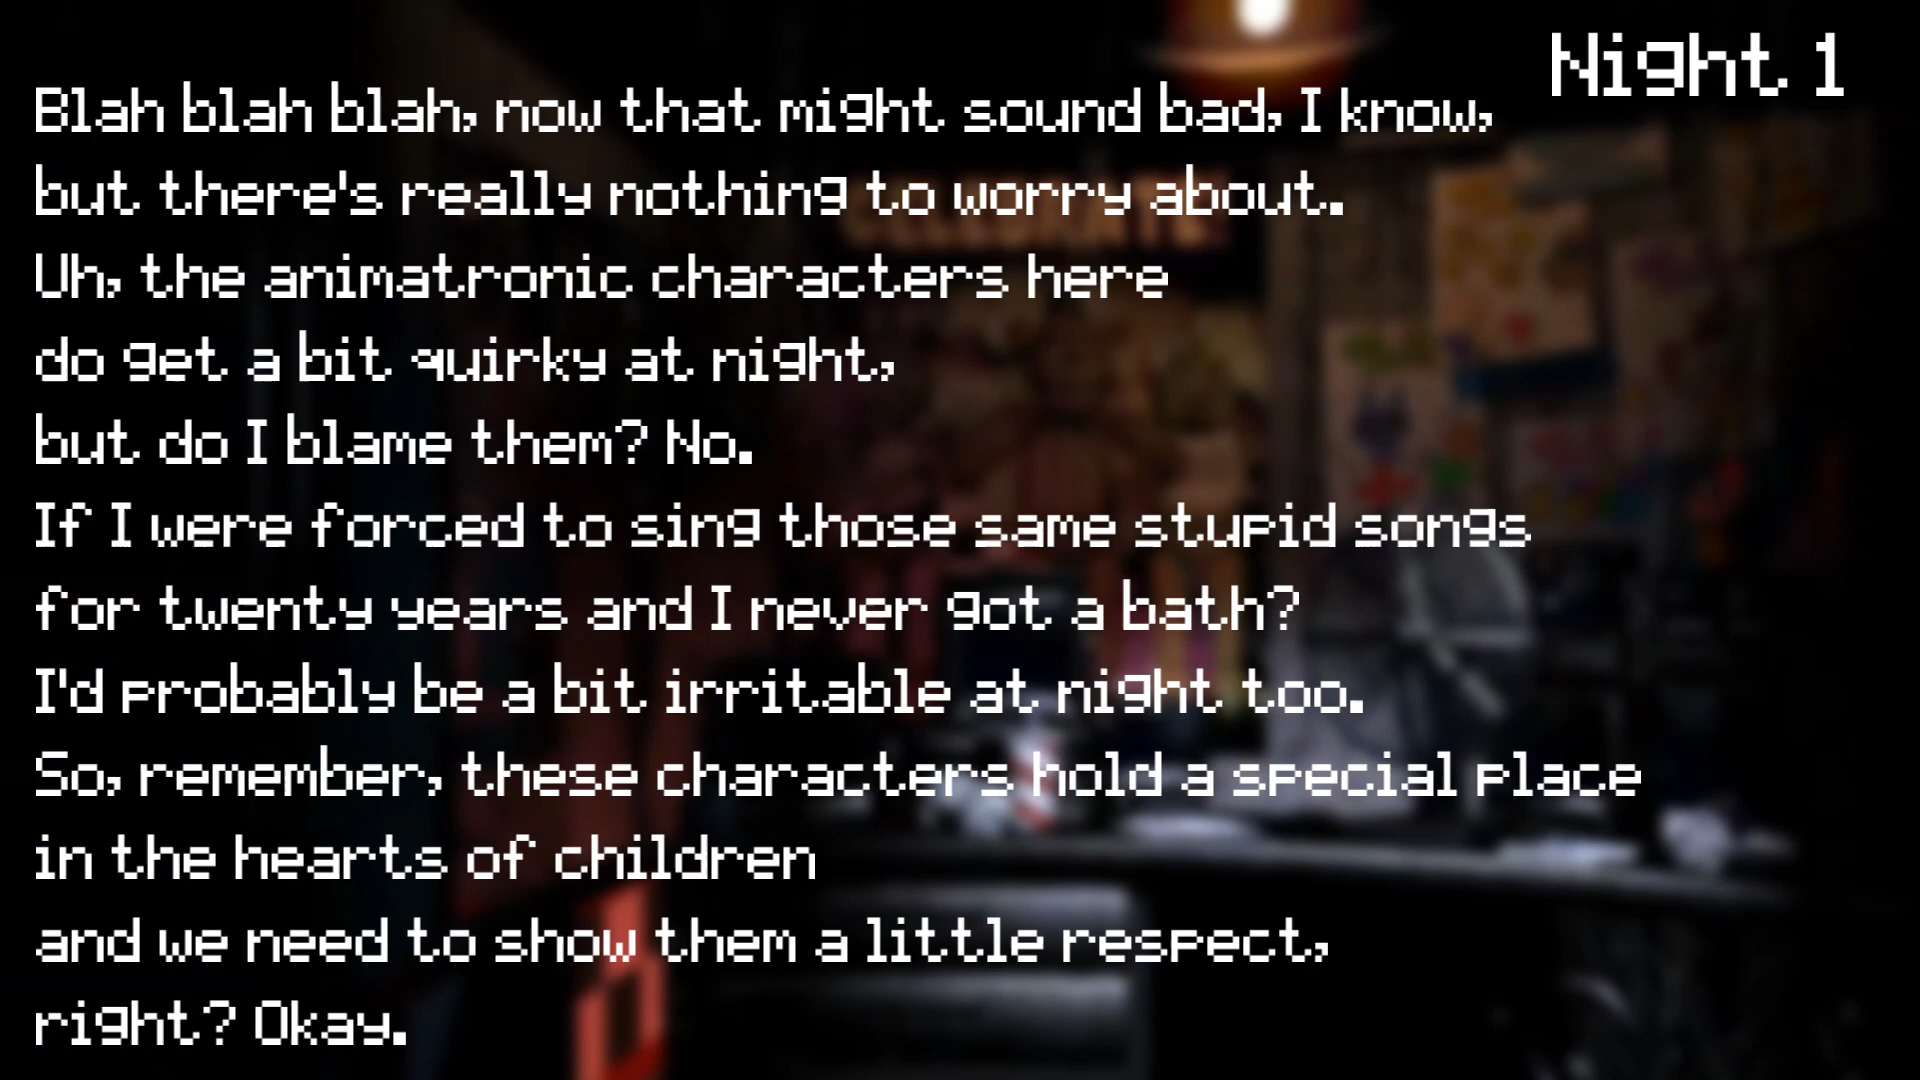 Night 1
Blah blah blah, now that might sound bad, I know,
but there's really nothing to worry about.
Uh, the animatronic characters here
do get a bit quirky at night,
but do I blame them? No.
If I were forced to sing those same stupid songs
for twenty years and I never got a bath?
I'd probably be a bit irritable at night too.
So, remember, these characters hold a special place
in the hearts of children
and we need to show them a little respect,
right? Okay.
CELEBRATE!